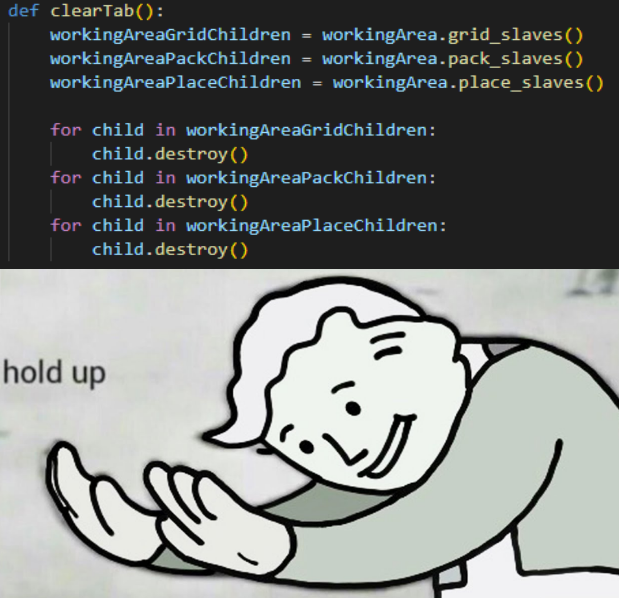 def clearTab():
    workingAreaGridChildren = workingArea.grid_slaves()
    workingAreaPackChildren = workingArea.pack_slaves()
    workingAreaPlaceChildren = workingArea.place_slaves()
    for child in workingAreaGridChildren:
        child.destroy()
    for child in workingAreaPackChildren:
        child.destroy()
    for child in workingAreaPlaceChildren:
        child.destroy()
hold up